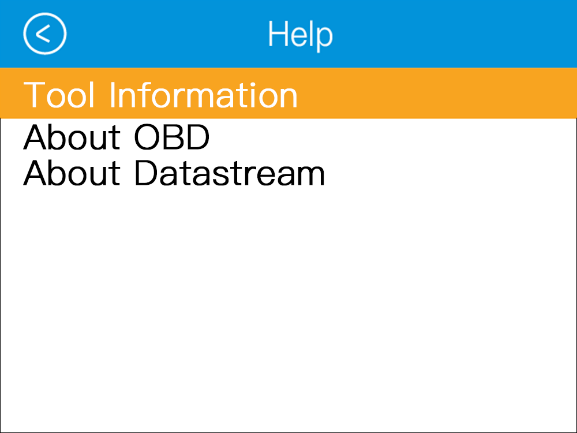 Help
Tool Information
About OBD
About Datastream